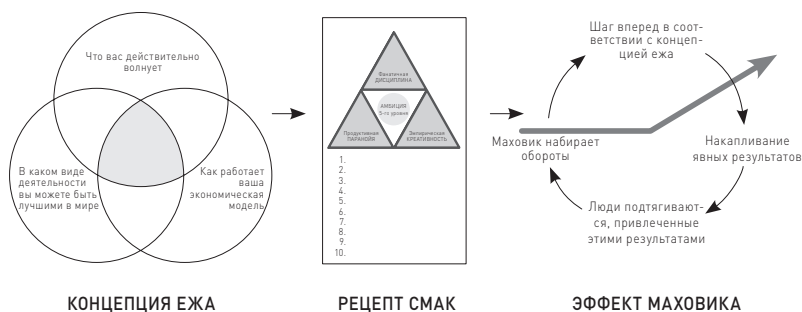 Что вас действительно
волнует
В каком виде
деятельности
вы можете быть
лучшими в мире
Как работает
ваша
экономическая
модель
КОНЦЕПЦИЯ ЕЖА
Фанатичная
ДИСЦИПЛИНА
АМБИЦИЯ
5-го уровня
Продуктивная
ПАРАНОЙЯ
Эмпирическая
КРЕАТИВНОСТЬ
1.
2.
3.
4.
5.
6.
7.
8.
9.
10.
РЕЦЕПТ СМАК
Шаг вперед в соот-
ветствии с концеп-
цией ежа
Накапливание
явных результатов
Люди подтягивают-
ся, привлеченные
этими результатами
Маховик набирает
обороты
ЭФФЕКТ МАХОВИКА